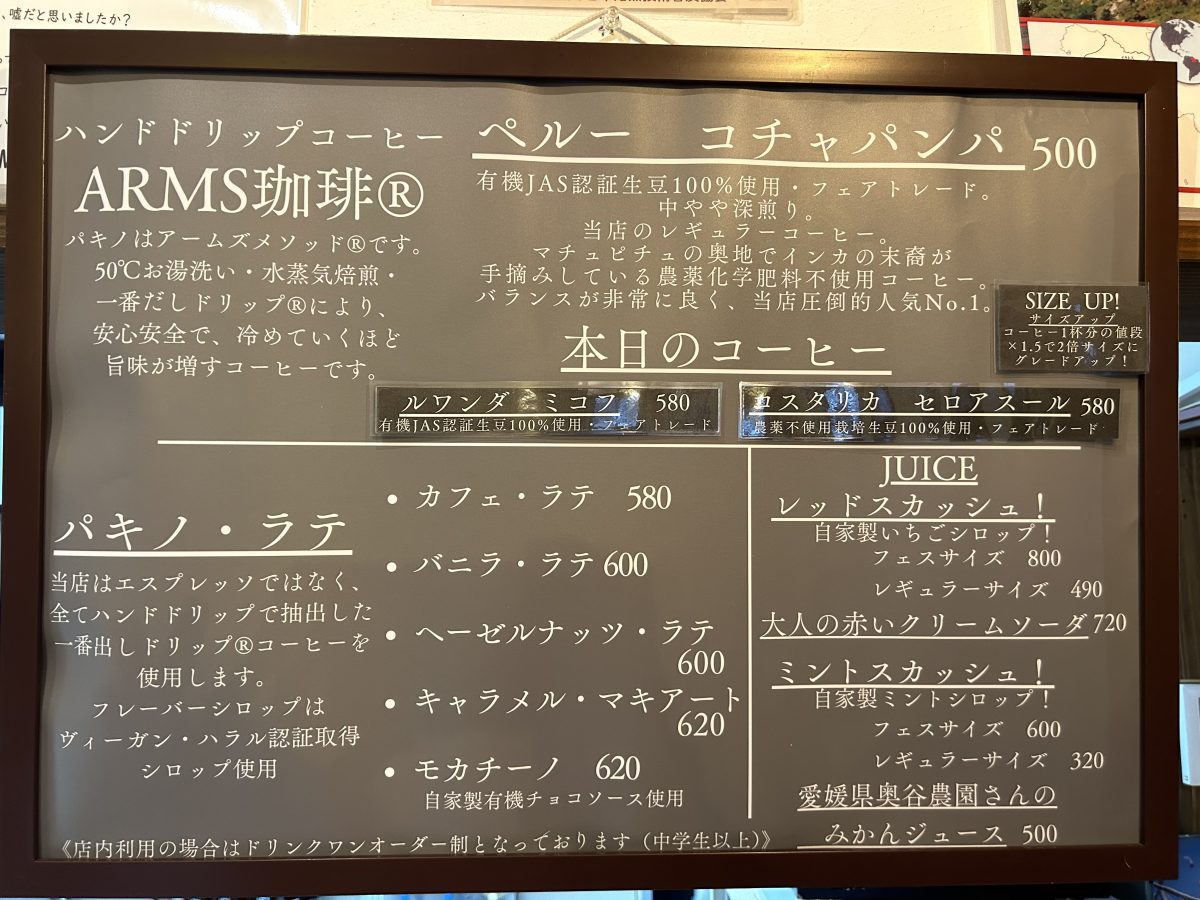 、嘘だと思いましたか?
ハンドドリップコーヒー
ARMS珈琲®
パキノはアームズメソッド®です。
50℃お湯洗い・水蒸気焙煎・
一番だしドリップ®により、
安心安全で、冷めていくほど
旨味が増すコーヒーです。
ペルー コチャパンパ 500
有機JAS認証生豆100%使用・フェアトレード。
中やや深煎り。
当店のレギュラーコーヒー。
マチュピチュの奥地でインカの末裔が
手摘みしている農薬化学肥料不使用コーヒー。
バランスが非常に良く、当店圧倒的人気No.1。
SIZE UP!
サイズアップ
コーヒー1杯分の値段
×1.5で2倍サイズに
グレードアップ!
本日のコーヒー
ルワンダ ミコフ 580
有機JAS認証生豆100%使用・フェアトレード
コスタリカ セロアスール 580
農薬不使用栽培生豆100%使用・フェアトレード
パキノ・ラテ
当店はエスプレッソではなく、
全てハンドドリップで抽出した
一番出しドリップ®コーヒーを
使用します。
フレーバーシロップは
ヴィーガン・ハラル認証取得
シロップ使用
• カフェ・ラテ 580
• バニラ・ラテ 600
• ヘーゼルナッツ・ラテ
600
• キャラメル・マキアート
620
• モカチーノ 620
自家製有機チョコソース使用
JUICE
レッドスカッシュ!
自家製いちごシロップ!
フェスサイズ 800
レギュラーサイズ 490
大人の赤いクリームソーダ 720
ミントスカッシュ!
自家製ミントシロップ!
フェスサイズ 600
レギュラーサイズ 320
愛媛県奥谷農園さんの
みかんジュース 500
《店内利用の場合はドリンクワンオーダー制となっております(中学生以上)》